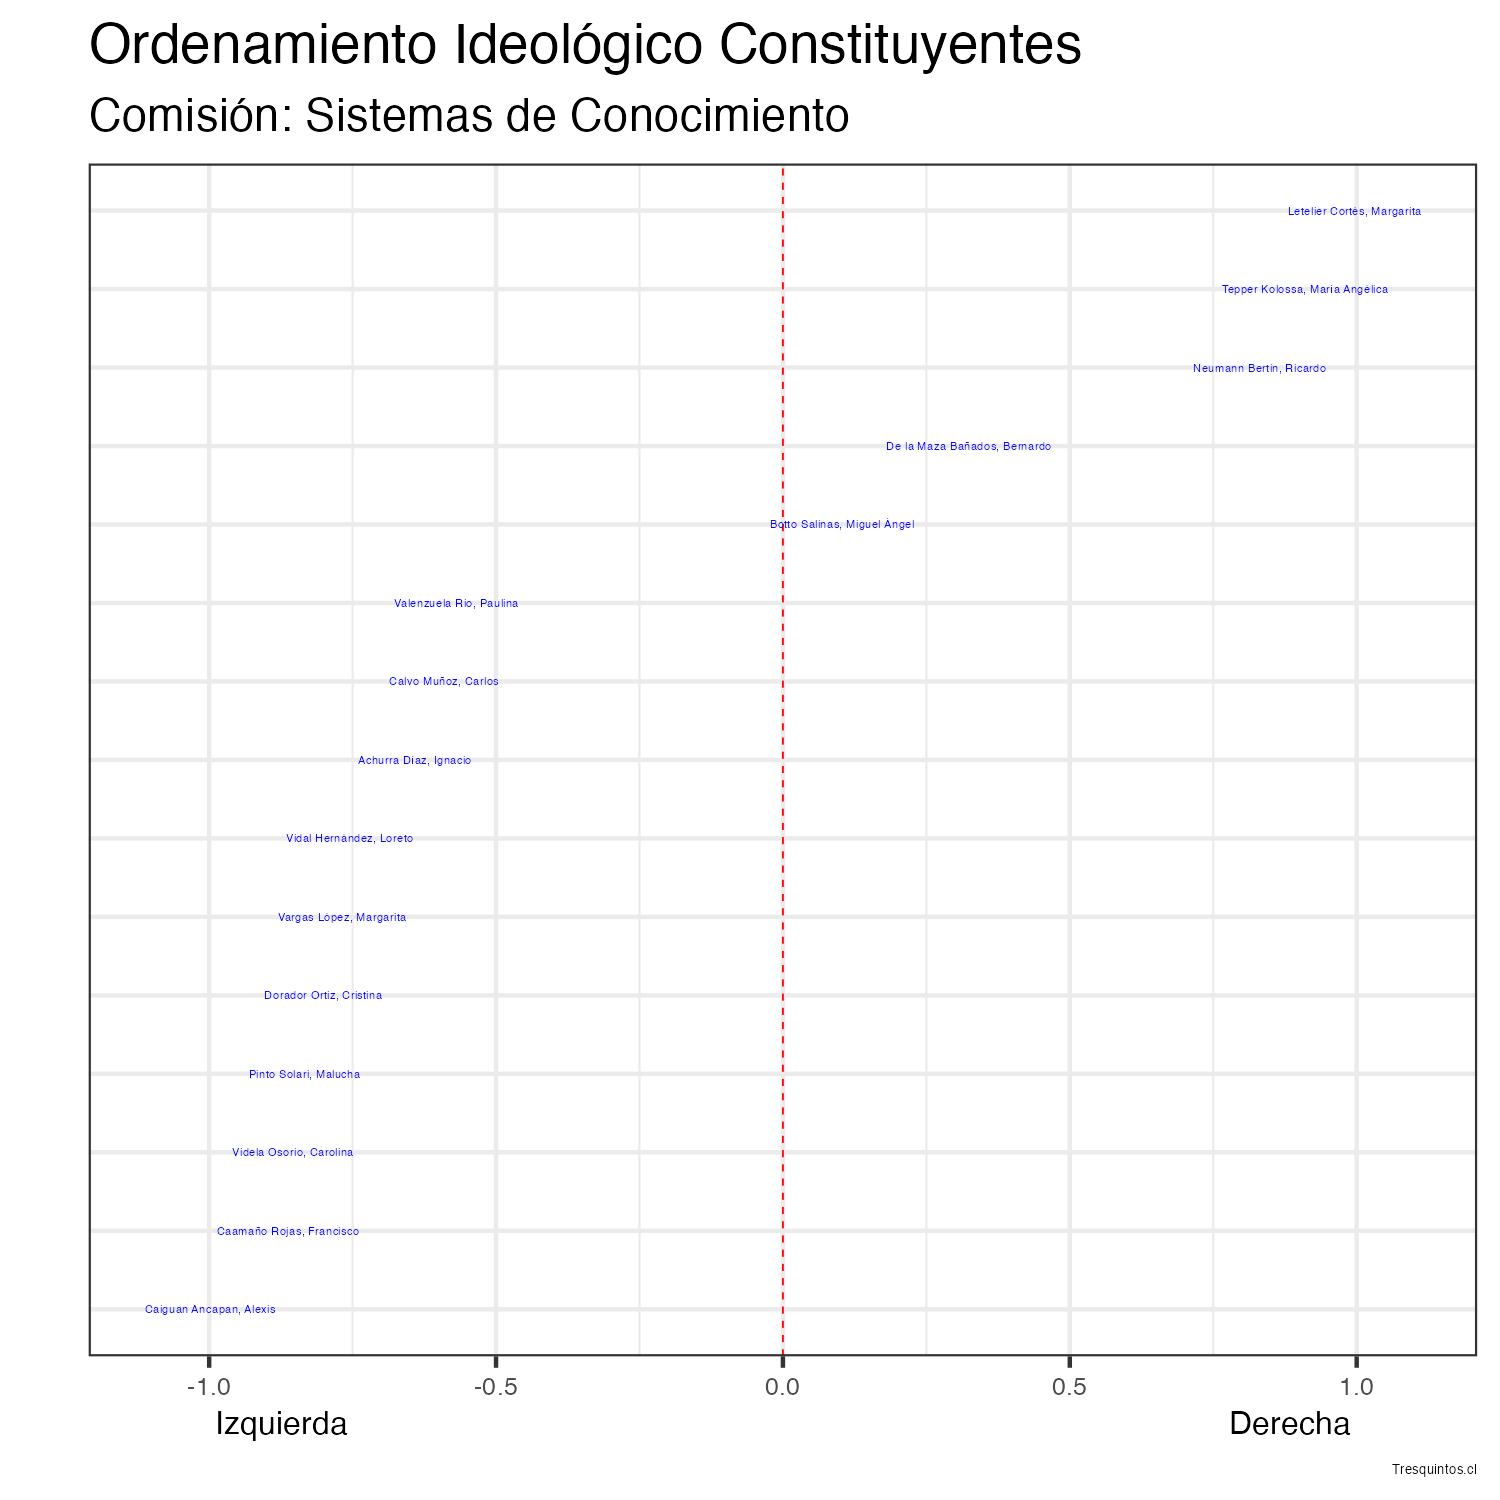 Ordenamiento Ideológico Constituyentes
Comisión: Sistemas de Conocimiento
Letelier Cortés, Margarita
Tepper Kolossa, María Angélica
Neumann Bertin, Ricardo
De la Maza Bañados, Bernardo
Botto Salinas, Miguel Ángel
Valenzuela Rio, Paulina
Calvo Muñoz, Carlos
Achurra Díaz, Ignacio
Vidal Hernández, Loreto
Vargas López, Margarita
Dorador Ortiz, Cristina
Pinto Solari, Malucha
Videla Osorio, Carolina
Caamaño Rojas, Francisco
Caiguan Ancapan, Alexis
-1.0 -0.5 0.0 0.5 1.0
Izquierda Derecha
Tresquintos.cl